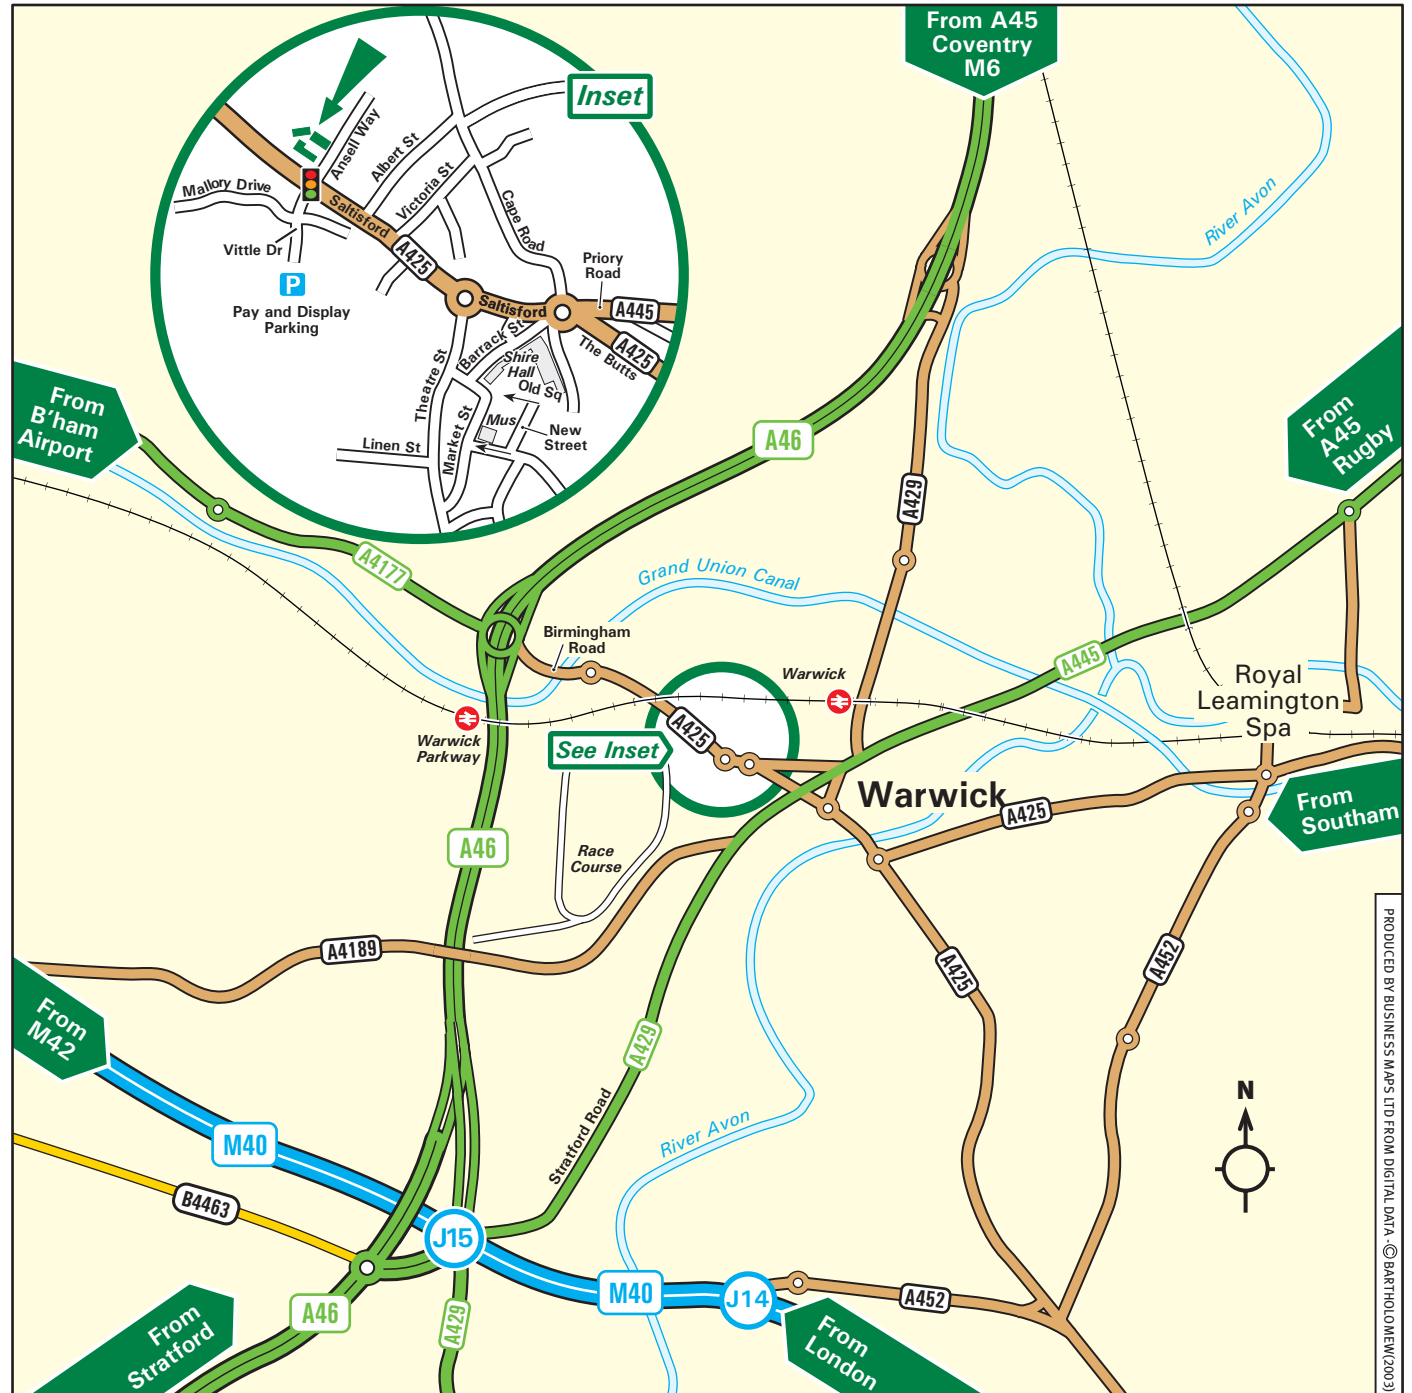 From A45
Coventry
M6
Inset
Ansell Way
Albert St
Victoria St
Mallory Drive
Saltisford
Cape Road
Vittle Dr
A425
Priory
Road
P
Pay and Display
Parking
Saltisford
A445
Barrack St
A425
The Butts
Shire
Hall
Old Sq
Theatre St
Market St
Mus
New
Street
Linen St
River Avon
From
B'ham
Airport
From
A45
Rugby
A46
A429
A4177
Grand Union Canal
Birmingham
Road
Warwick
A445
Royal
Leamington
Spa
A425
Warwick
Parkway
See Inset
Warwick
A425
From
Southam
A46
Race
Course
A4189
A425
A452
From
M42
A429
Stratford Road
River Avon
N
M40
B4463
J15
M40
J14
A452
A46
A429
From
Stratford
From
London
PRODUCED BY BUSINESS MAPS LTD FROM DIGITAL DATA - © BARTHOLOMEW(2003)